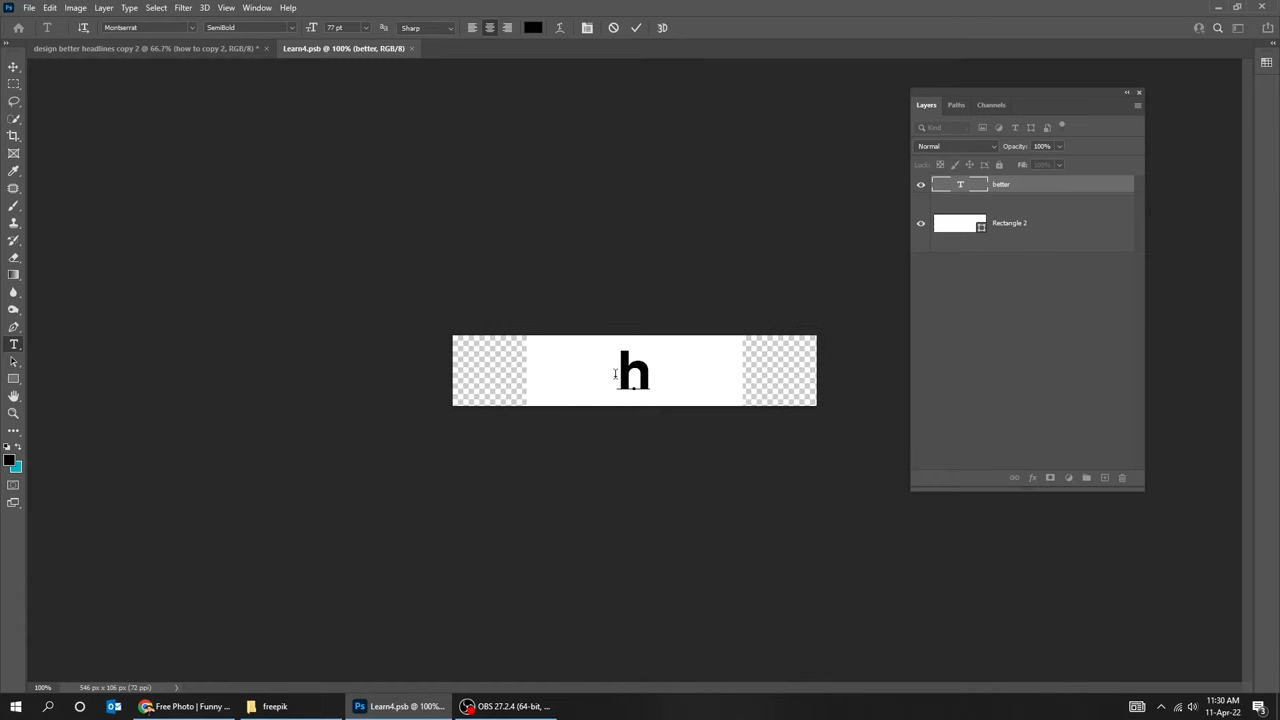 File Edit Image Layer Type Select Filter 3D View Window Help
Montserrat SemiBold 77 pt Sharp 3D
design better headlines copy 2 @ 66.7% (how to copy 2, RGB/8) * × Learn4.psb @ 100% (better, RGB/8) ×
Layers Paths Channels
Kind
Normal Opacity: 100%
Lock: Fill: 100%
better
Rectangle 2
h
100% 546 px x 106 px (72 ppi)
Free Photo | Funny ... freepik Learn4.psb @ 100%... OBS 27.2.4 (64-bit, ...
11:30 AM
11-Apr-22